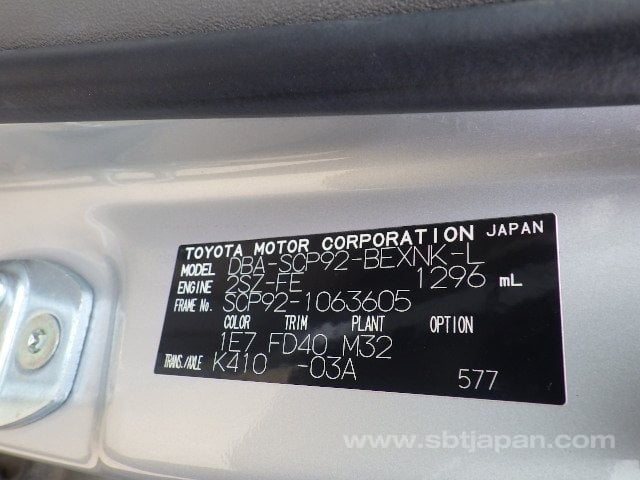 TOYOTA MOTOR CORPORATION JAPAN
MODEL DBA-SCP92-BEXNK-L
ENGINE 2SZ-FE 1296 mL
FRAME No. SCP92-1063605
COLOR TRIM PLANT OPTION
1E7 FD40 M32
TRANS./AXLE K410 -03A
577
www.sbtjapan.com